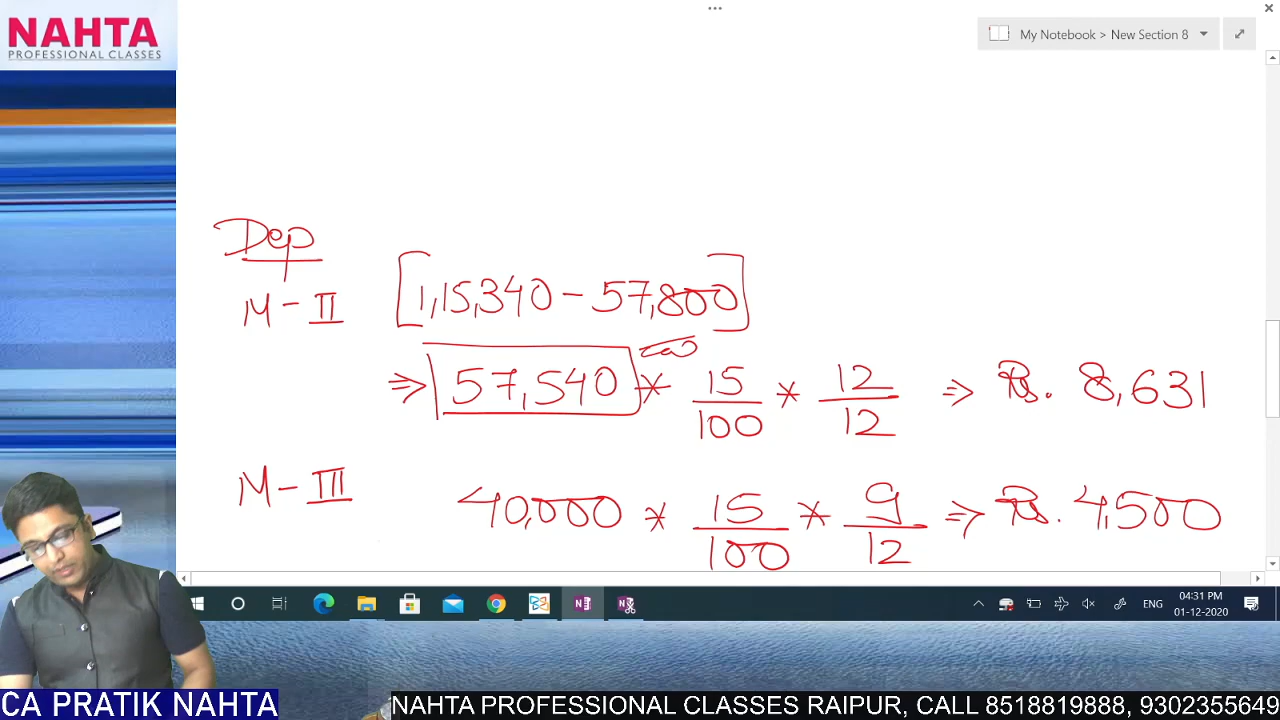 NAHTA
PROFESSIONAL CLASSES
My Notebook > New Section 8
Dep
M - II [1,15,340 - 57,800]
⇒ 57,540 * 15/100 * 12/12 ⇒ Rs. 8,631
M - III 40,000 * 15/100 * 9/12 ⇒ Rs. 4,500
ENG
04:31 PM
01-12-2020
CA PRATIK NAHTA
NAHTA PROFESSIONAL CLASSES RAIPUR, CALL 8518819888, 9302355649